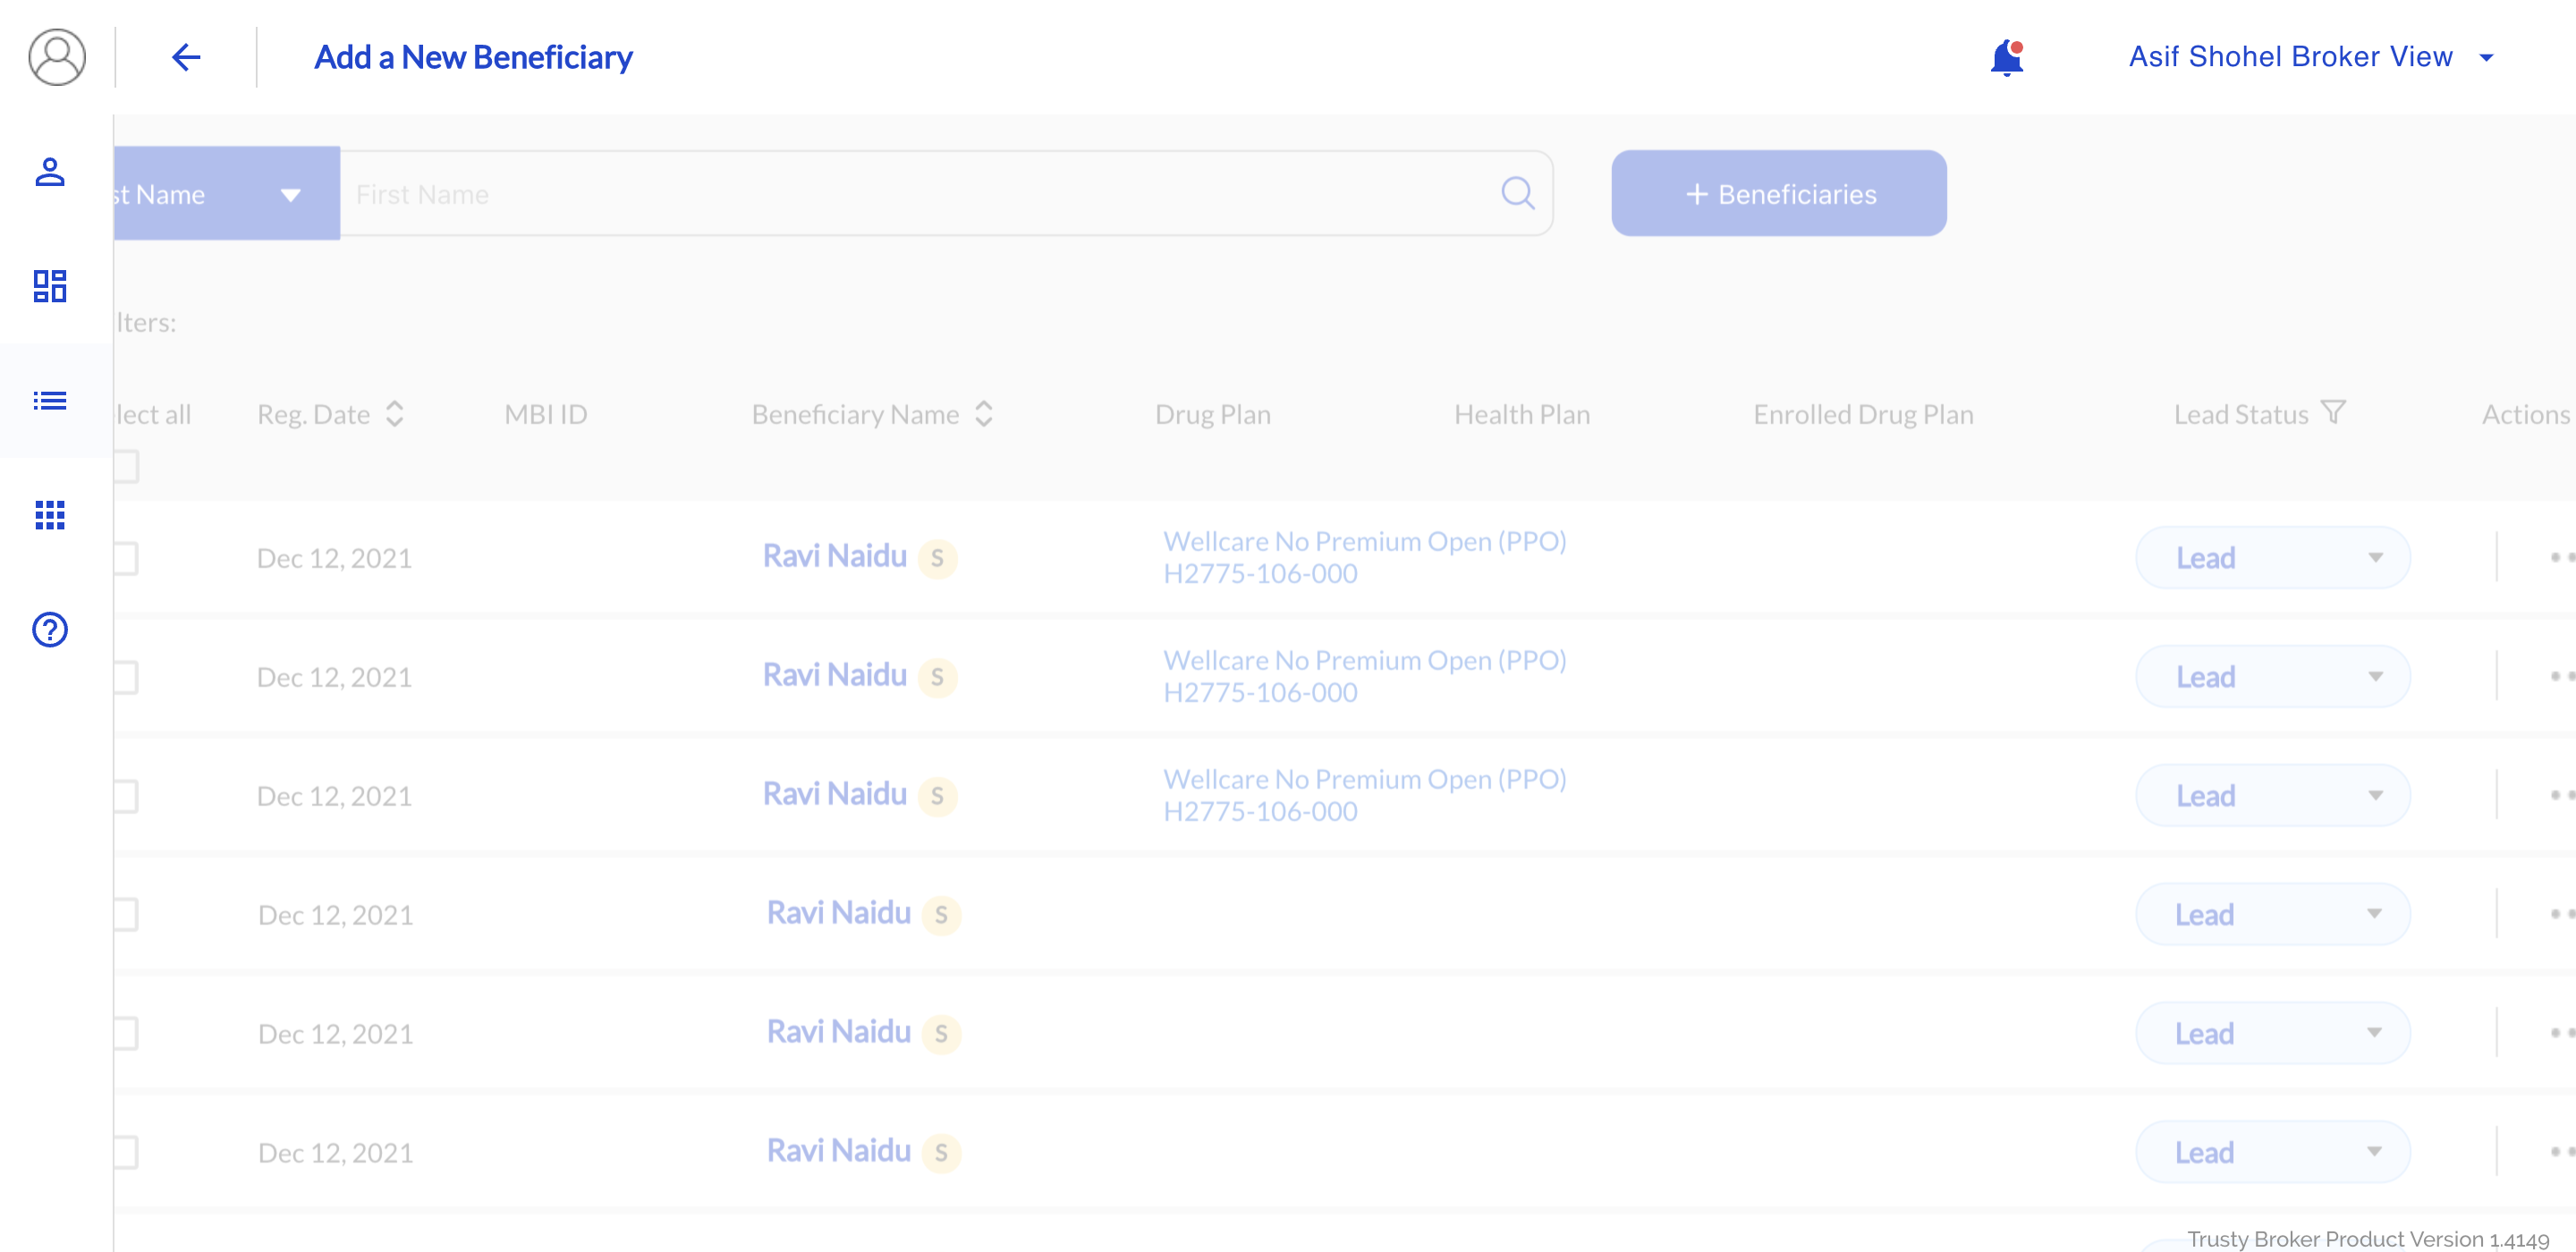 Add a New Beneficiary
Asif Shohel Broker View
st Name
First Name
+ Beneficiaries
lters:
lect all Reg. Date MBI ID Beneficiary Name Drug Plan Health Plan Enrolled Drug Plan Lead Status Actions
Dec 12, 2021 Ravi Naidu S Wellcare No Premium Open (PPO) Lead
H2775-106-000
Dec 12, 2021 Ravi Naidu S Wellcare No Premium Open (PPO) Lead
H2775-106-000
Dec 12, 2021 Ravi Naidu S Wellcare No Premium Open (PPO) Lead
H2775-106-000
Dec 12, 2021 Ravi Naidu S Lead
Dec 12, 2021 Ravi Naidu S Lead
Dec 12, 2021 Ravi Naidu S Lead
Trusty Broker Product Version 1.4149